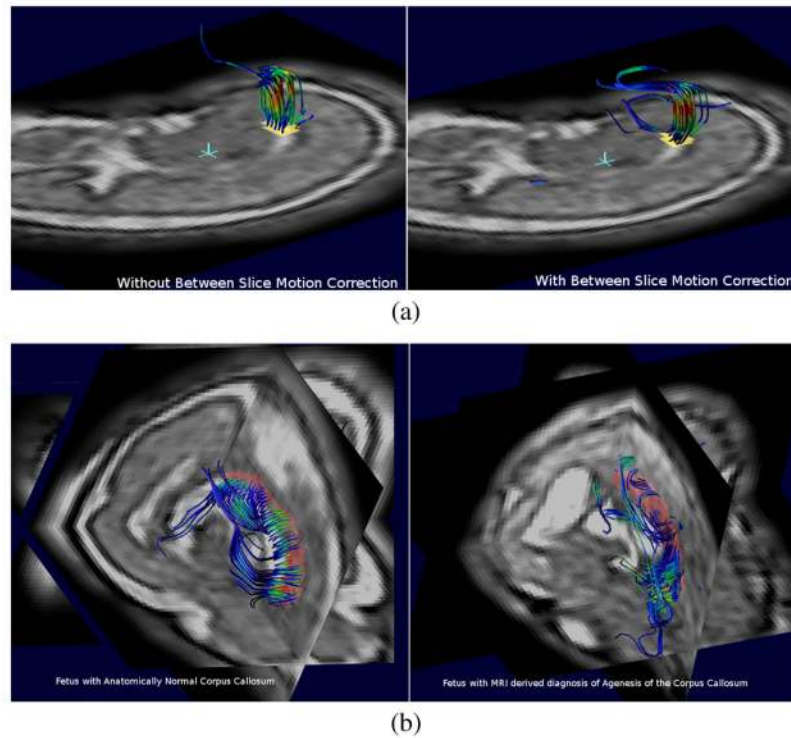 Without Between Slice Motion Correction
With Between Slice Motion Correction
(a)
Fetus with Anatomically Normal Corpus Callosum
Fetus with MRI derived diagnosis of Agenesis of the Corpus Callosum
(b)